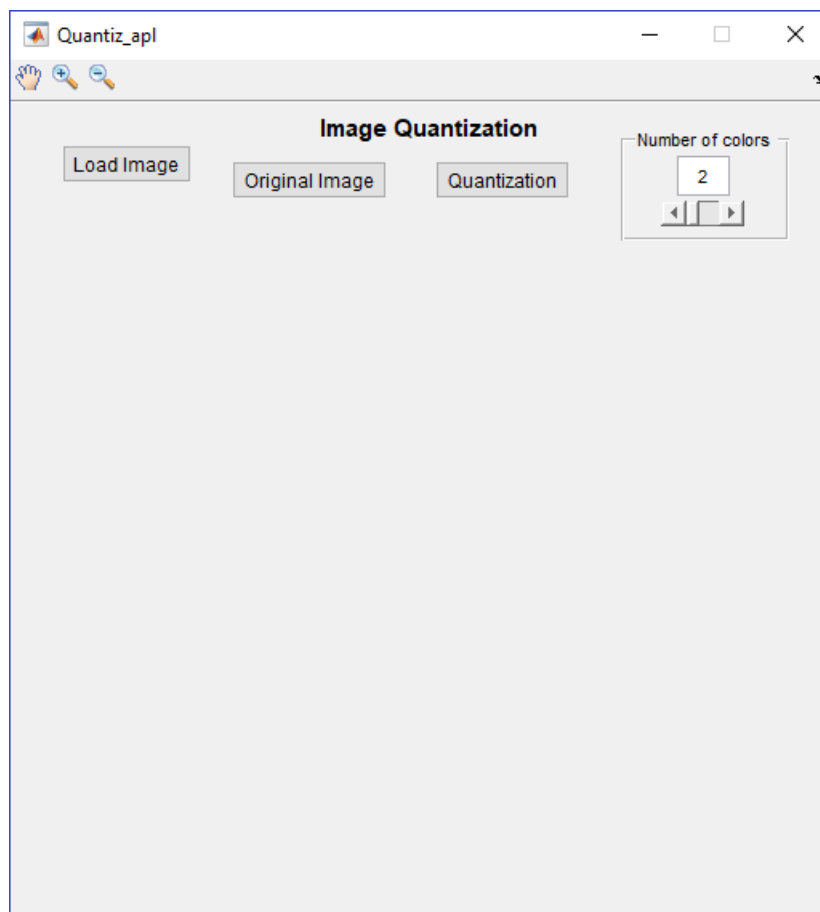 Quantiz_apl
Image Quantization
Number of colors
Load Image
Original Image
Quantization
2